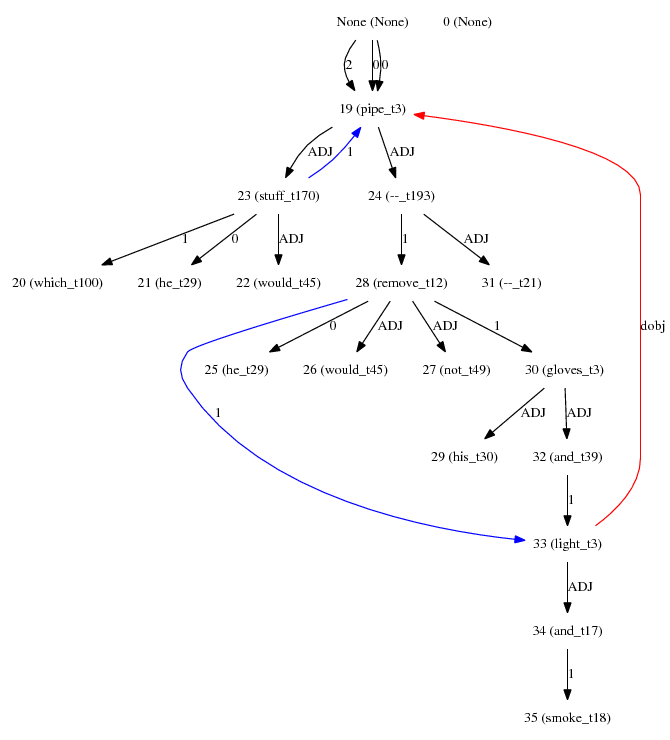 None (None) 0 (None)
2 0 0
19 (pipe_t3)
ADJ 1 ADJ
23 (stuff_t170) 24 (--_t193)
1 0 ADJ 1 ADJ
20 (which_t100) 21 (he_t29) 22 (would_t45) 28 (remove_t12) 31 (--_t21)
0 ADJ ADJ 1 dobj
25 (he_t29) 26 (would_t45) 27 (not_t49) 30 (gloves_t3)
1 ADJ ADJ
29 (his_t30) 32 (and_t39)
1
33 (light_t3)
ADJ
34 (and_t17)
1
35 (smoke_t18)